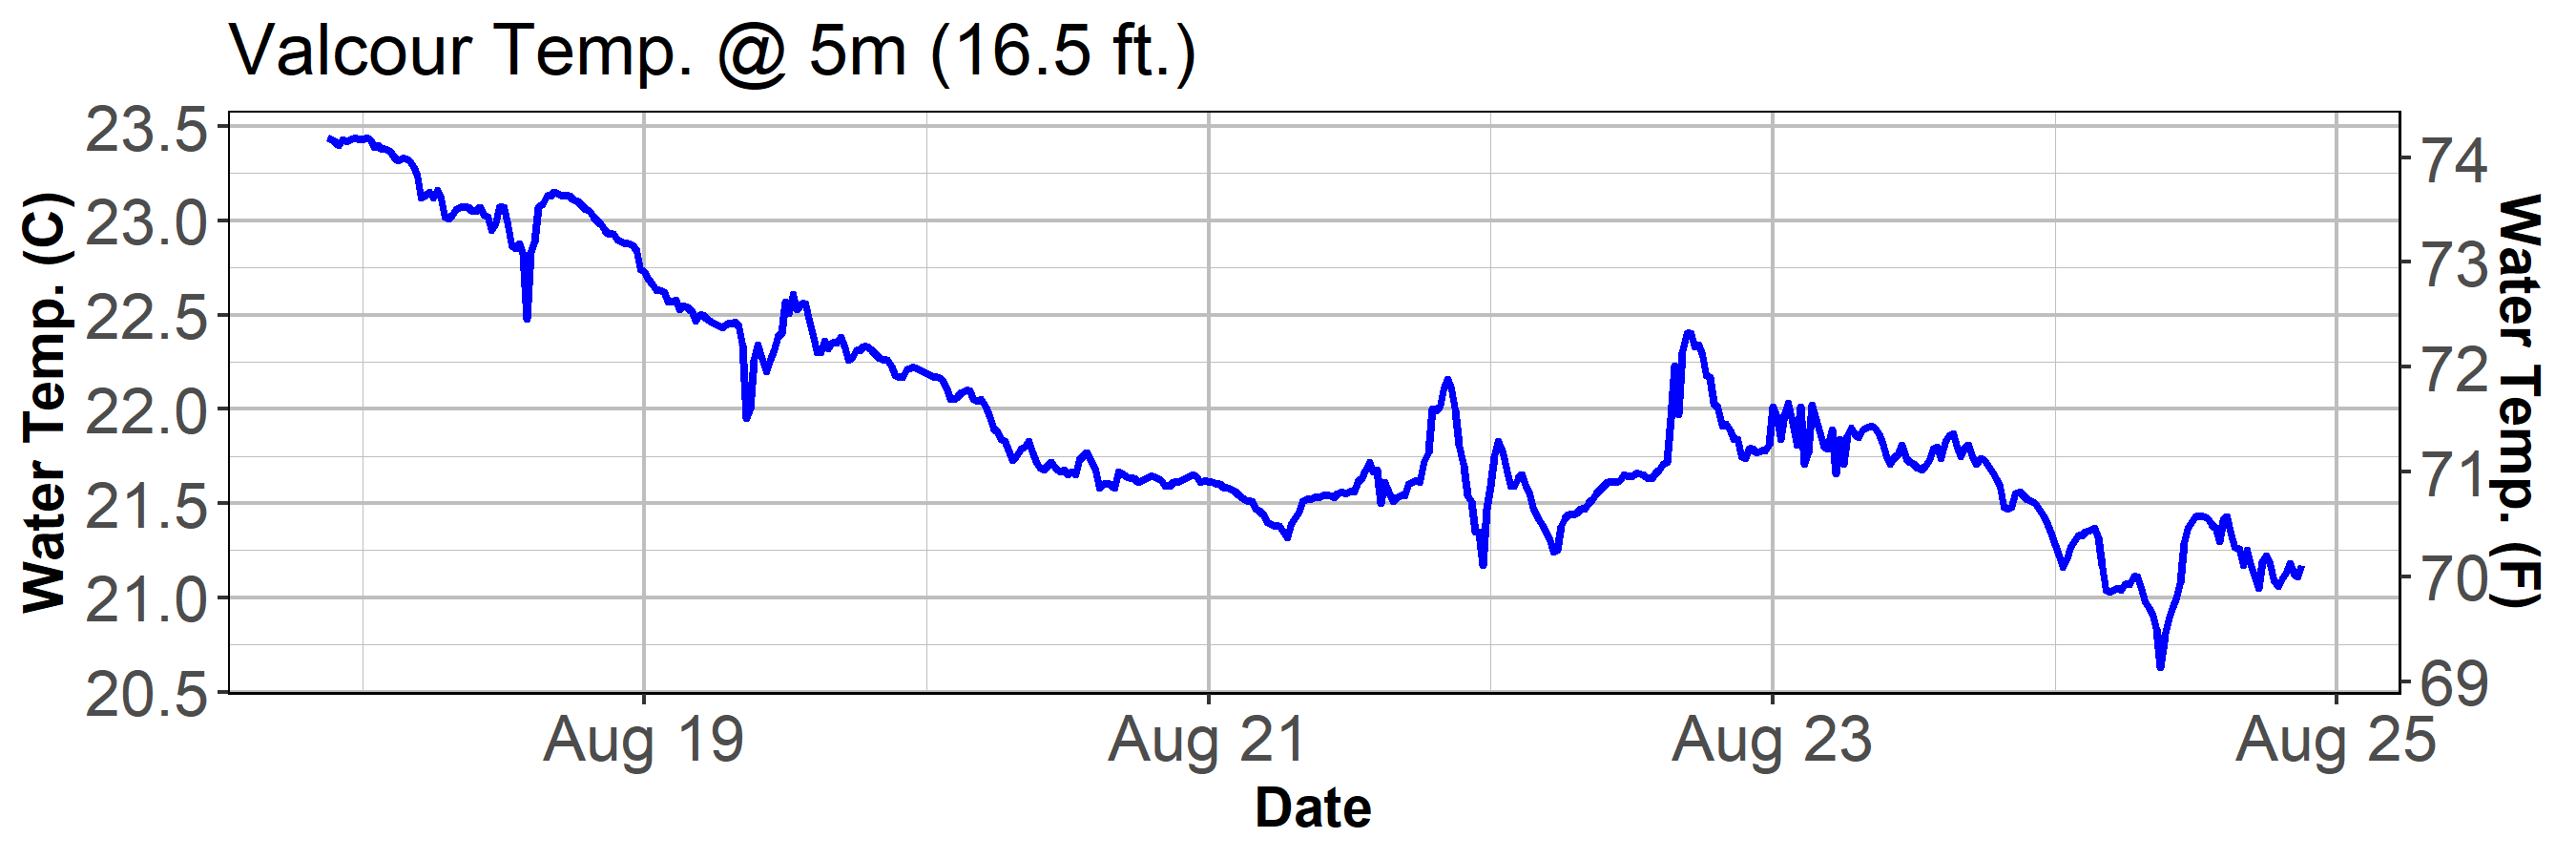 Valcour Temp. @ 5m (16.5 ft.)
Water Temp. (C)
23.5
23.0
22.5
22.0
21.5
21.0
20.5
74
73
72
71
70
69
Water Temp. (F)
Aug 19 Aug 21 Aug 23 Aug 25
Date